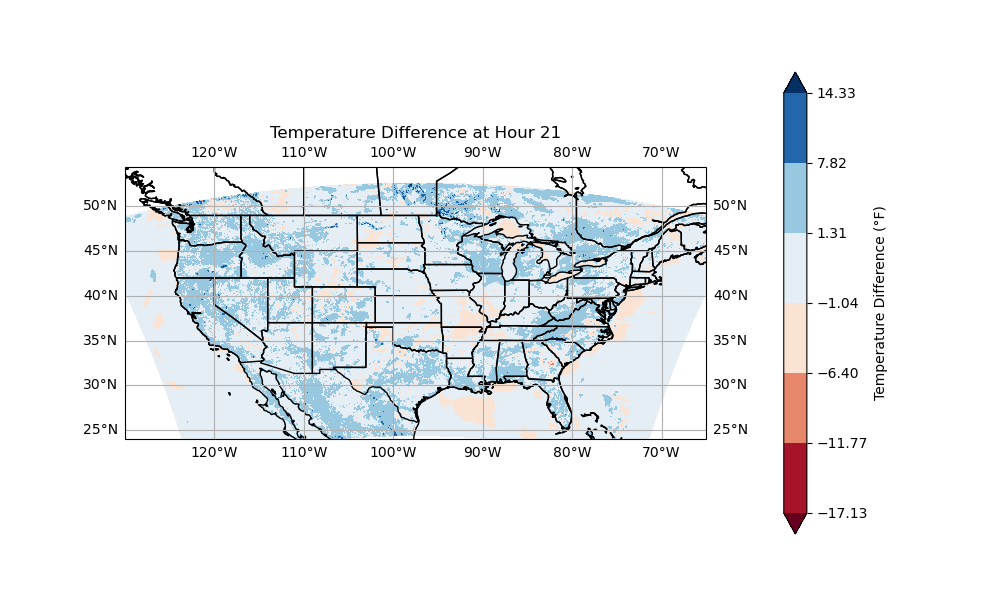 Temperature Difference at Hour 21
120°W 110°W 100°W 90°W 80°W 70°W
50°N 50°N
45°N 45°N
40°N 40°N
35°N 35°N
30°N 30°N
25°N 25°N
120°W 110°W 100°W 90°W 80°W 70°W
14.33
7.82
1.31
−1.04
−6.40
−11.77
−17.13
Temperature Difference (°F)